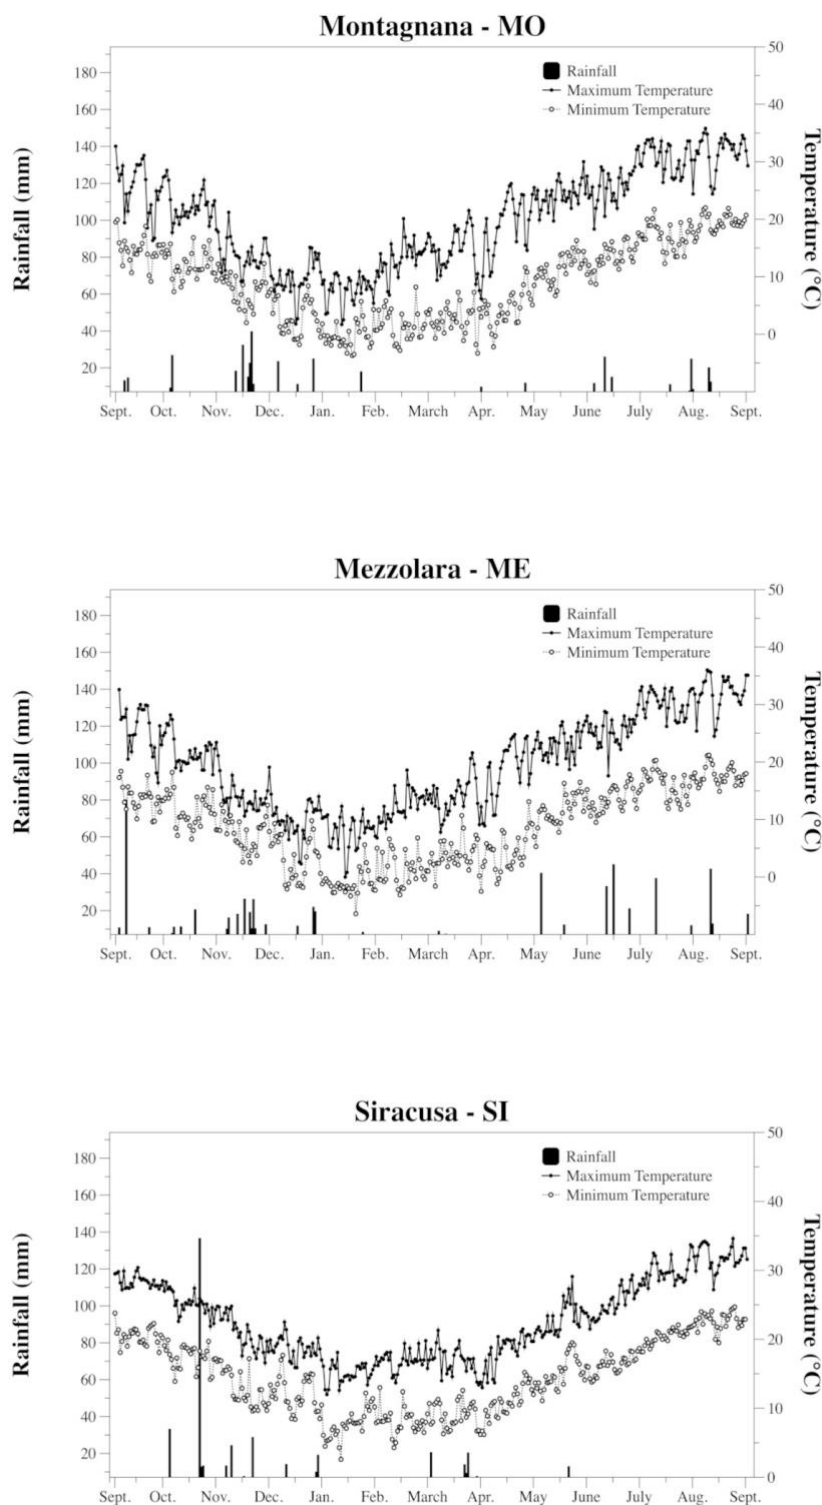 Montagnana - MO
Rainfall (mm)
Temperature (°C)
180
160
140
120
100
80
60
40
20
50
40
30
20
10
0
Rainfall
Maximum Temperature
Minimum Temperature
Sept. Oct. Nov. Dec. Jan. Feb. March Apr. May June July Aug. Sept.
Mezzolara - ME
Rainfall (mm)
Temperature (°C)
180
160
140
120
100
80
60
40
20
50
40
30
20
10
0
Rainfall
Maximum Temperature
Minimum Temperature
Sept. Oct. Nov. Dec. Jan. Feb. March Apr. May June July Aug. Sept.
Siracusa - SI
Rainfall (mm)
Temperature (°C)
180
160
140
120
100
80
60
40
20
50
40
30
20
10
0
Rainfall
Maximum Temperature
Minimum Temperature
Sept. Oct. Nov. Dec. Jan. Feb. March Apr. May June July Aug. Sept.